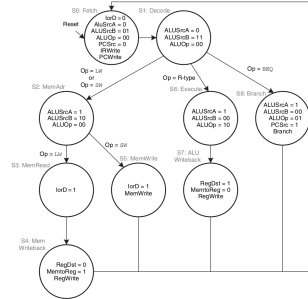 S0: Fetch
S1: Decode
Reset
IorD = 0
AluSrcA = 0
ALUSrcB = 01
ALUOp = 00
PCSrc = 0
IRWrite
PCWrite
ALUSrcA = 0
ALUSrcB = 11
ALUOp = 00
Op = LW
or
Op = SW
Op = R-type
Op = BEQ
S2: MemAdr
S6: Execute
S8: Branch
ALUSrcA = 1
ALUSrcB = 10
ALUOp = 00
ALUSrcA = 1
ALUSrcB = 00
ALUOp = 10
ALUSrcA = 1
ALUSrcB = 00
ALUOp = 01
PCSrc = 1
Branch
Op = LW
Op = SW
S3: MemRead
S5: MemWrite
S7: ALU
Writeback
IorD = 1
IorD = 1
MemWrite
RegDst = 1
MemtoReg = 0
RegWrite
S4: Mem
Writeback
RegDst = 0
MemtoReg = 1
RegWrite